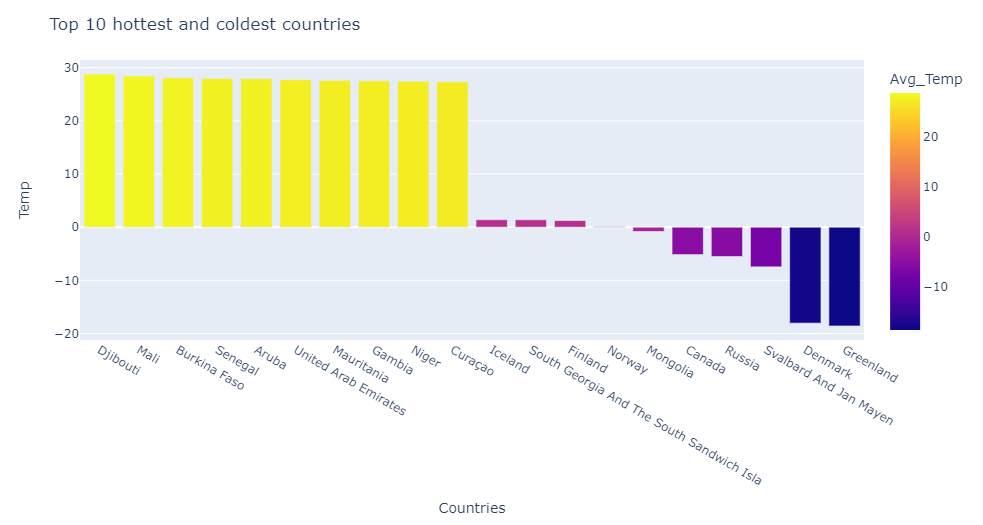 Top 10 hottest and coldest countries
Avg_Temp
30
20
10
0
−10
−20
Temp
20
10
0
−10
Djibouti
Mali
Burkina Faso
Senegal
Aruba
United Arab Emirates
Mauritania
Gambia
Niger
Curaçao
Iceland
South Georgia And The South Sandwich Isla
Finland
Norway
Mongolia
Canada
Russia
Svalbard And Jan Mayen
Denmark
Greenland
Countries